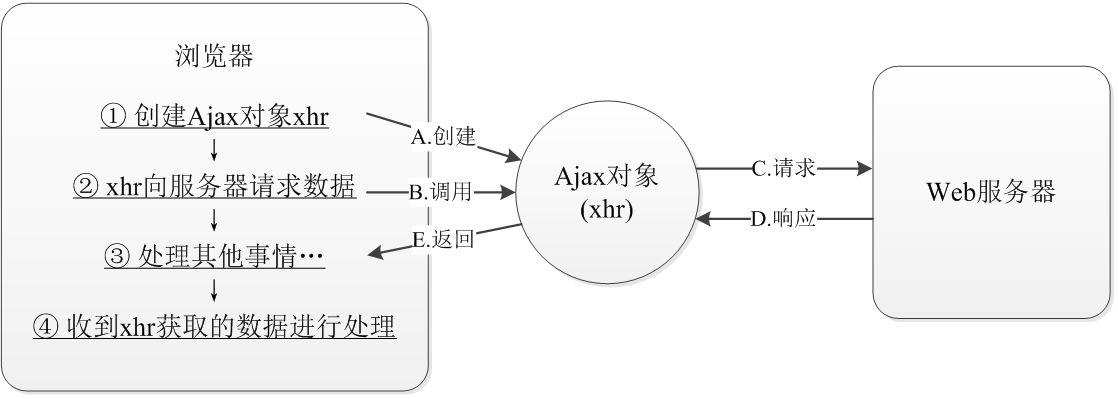 浏览器
① 创建Ajax对象xhr
② xhr向服务器请求数据
③ 处理其他事情…
④ 收到xhr获取的数据进行处理
A.创建
B.调用
E.返回
Ajax对象
(xhr)
C.请求
D.响应
Web服务器